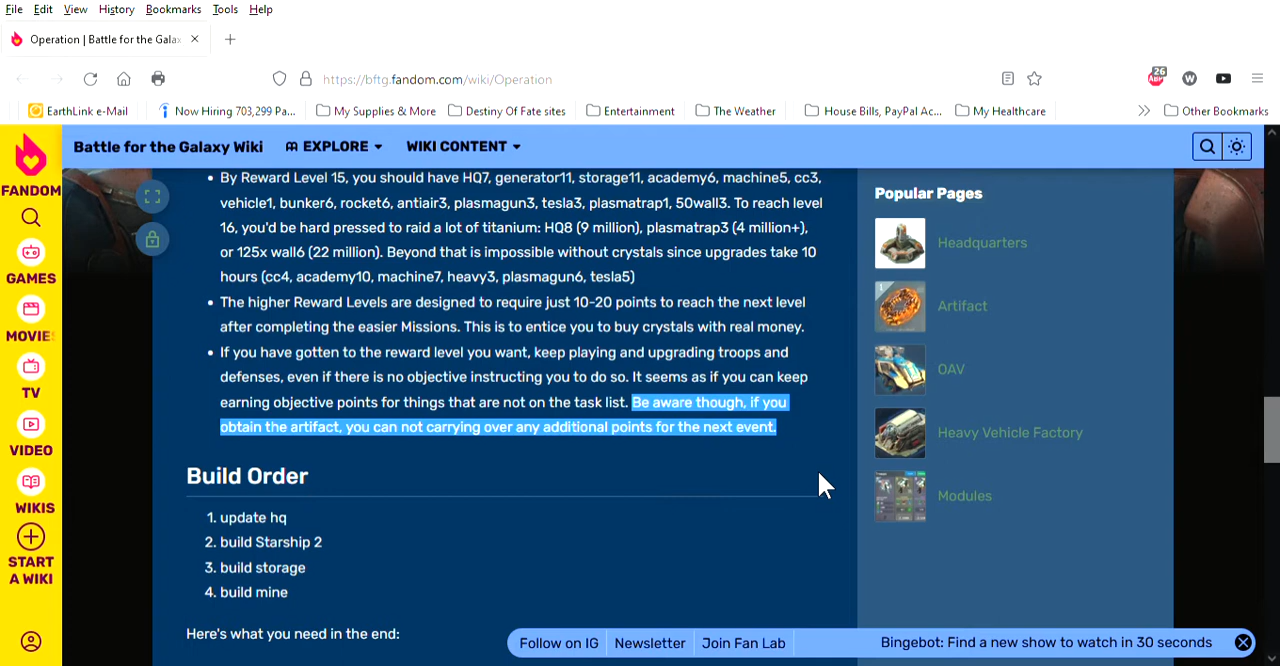 File Edit View History Bookmarks Tools Help
Operation | Battle for the Gala
https://bftg.fandom.com/wiki/Operation
26
W
EarthLink e-Mail Now Hiring 703,299 Pa... My Supplies & More Destiny Of Fate sites Entertainment The Weather House Bills, PayPal Ac... My Healthcare Other Bookmarks
Battle for the Galaxy Wiki EXPLORE WIKI CONTENT
FANDOM
GAMES
MOVIES
TV
VIDEO
WIKIS
START
A WIKI
By Reward Level 15, you should have HQ7, generator11, storage11, academy6, machine5, cc3,
vehicle1, bunker6, rocket6, antiair3, plasmagun3, tesla3, plasmatrap1, 50wall3. To reach level
16, you'd be hard pressed to raid a lot of titanium: HQ8 (9 million), plasmatrap3 (4 million+),
or 125x wall6 (22 million). Beyond that is impossible without crystals since upgrades take 10
hours (cc4, academy10, machine7, heavy3, plasmagun6, tesla5)
The higher Reward Levels are designed to require just 10-20 points to reach the next level
after completing the easier Missions. This is to entice you to buy crystals with real money.
If you have gotten to the reward level you want, keep playing and upgrading troops and
defenses, even if there is no objective instructing you to do so. It seems as if you can keep
earning objective points for things that are not on the task list. Be aware though, if you
obtain the artifact, you can not carrying over any additional points for the next event.
Build Order
1. update hq
2. build Starship 2
3. build storage
4. build mine
Here's what you need in the end:
Popular Pages
Headquarters
1
Artifact
OAV
Heavy Vehicle Factory
Modules
Follow on IG Newsletter Join Fan Lab Bingebot: Find a new show to watch in 30 seconds